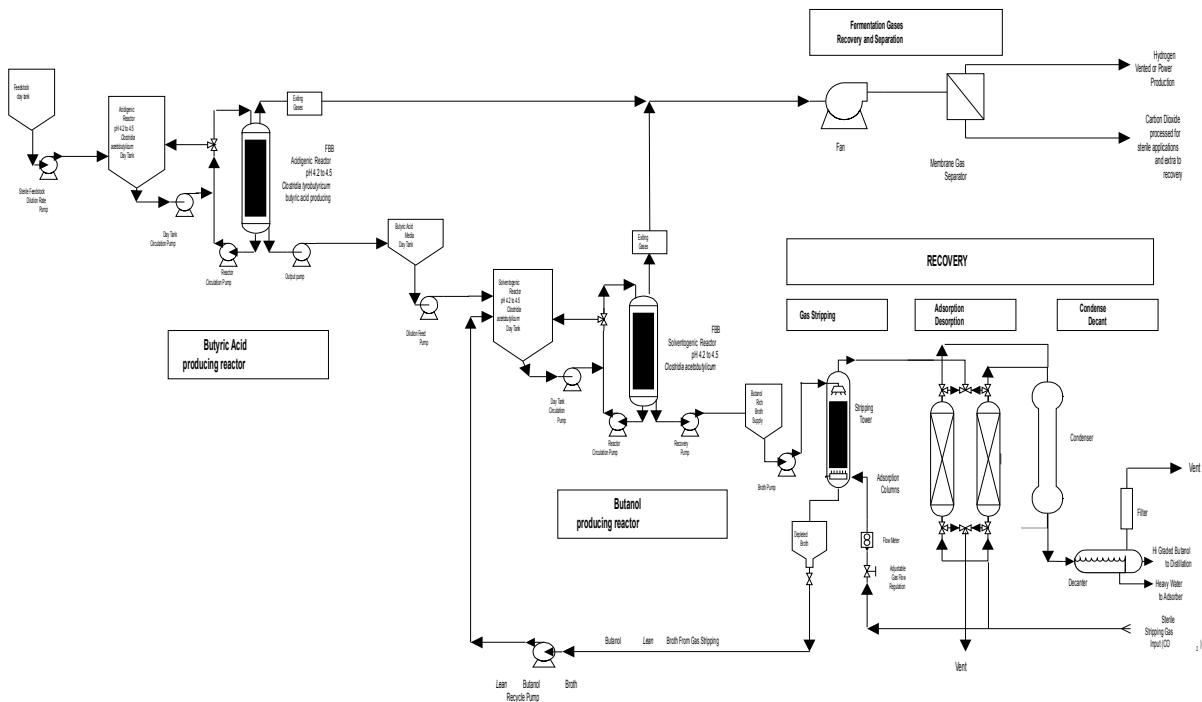 Fermentation Gases
Recovery and Separation
Hydrogen
Vented or Power
Production
Carbon Dioxide
processed for
sterile applications
and extra to
recovery
Fan
Membrane Gas
Separator
Feedstock
day tank
Sterile Feedstock
Dilution Rate
Pump
Acidigenic
Reactor
pH 4.2 to 4.5
Clostidia
acetobutylicum
Day Tank
Day Tank
Circulation Pump
Exiting
Gases
FBB
Acidigenic Reactor
pH 4.2 to 4.5
Clostridia tyrobutyricum
butyric acid producing
Reactor
Circulation Pump
Output pump
Butyric Acid
Media
Day Tank
Dilution Feed
Pump
Butyric Acid
producing reactor
Solventogenic
Reactor
pH 4.2 to 4.5
Clostidia
acetobutylicum
Day Tank
Day Tank
Circulation
Pump
Exiting
Gases
FBB
Solventogenic Reactor
pH 4.2 to 4.5
Clostridia acetobutylicum
Reactor
Circulation Pump
Recovery
Pump
Butanol
producing reactor
RECOVERY
Gas Stripping
Adsorption
Desorption
Condense
Decant
Butanol
Rich
Broth
Supply
Broth Pump
Stripping
Tower
Adsorption
Columns
Condenser
Depleted
Broth
Flow Meter
Adjustable
Gas Flow
Regulation
Vent
Filter
Decanter
Hi Graded Butanol
to Distillation
Heavy Water
to Adsorber
Sterile
Stripping Gas
Input (CO 2 )
Vent
Butanol Lean Broth From Gas Stripping
Lean Butanol Broth
Recycle Pump